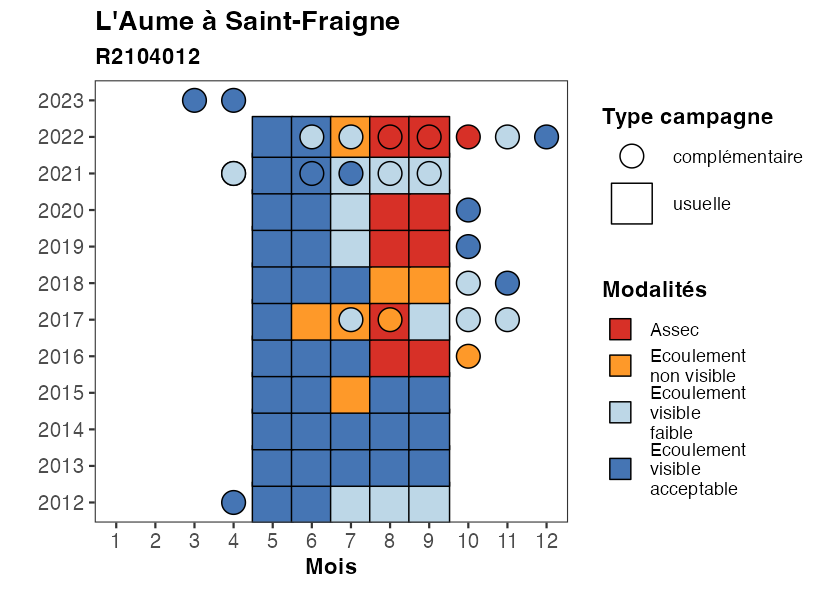 L'Aume à Saint-Fraigne
R2104012
2023
2022
2021
2020
2019
2018
2017
2016
2015
2014
2013
2012
1 2 3 4 5 6 7 8 9 10 11 12
Mois
Type campagne
complémentaire
usuelle
Modalités
Assec
Ecoulement
non visible
Ecoulement
visible
faible
Ecoulement
visible
acceptable